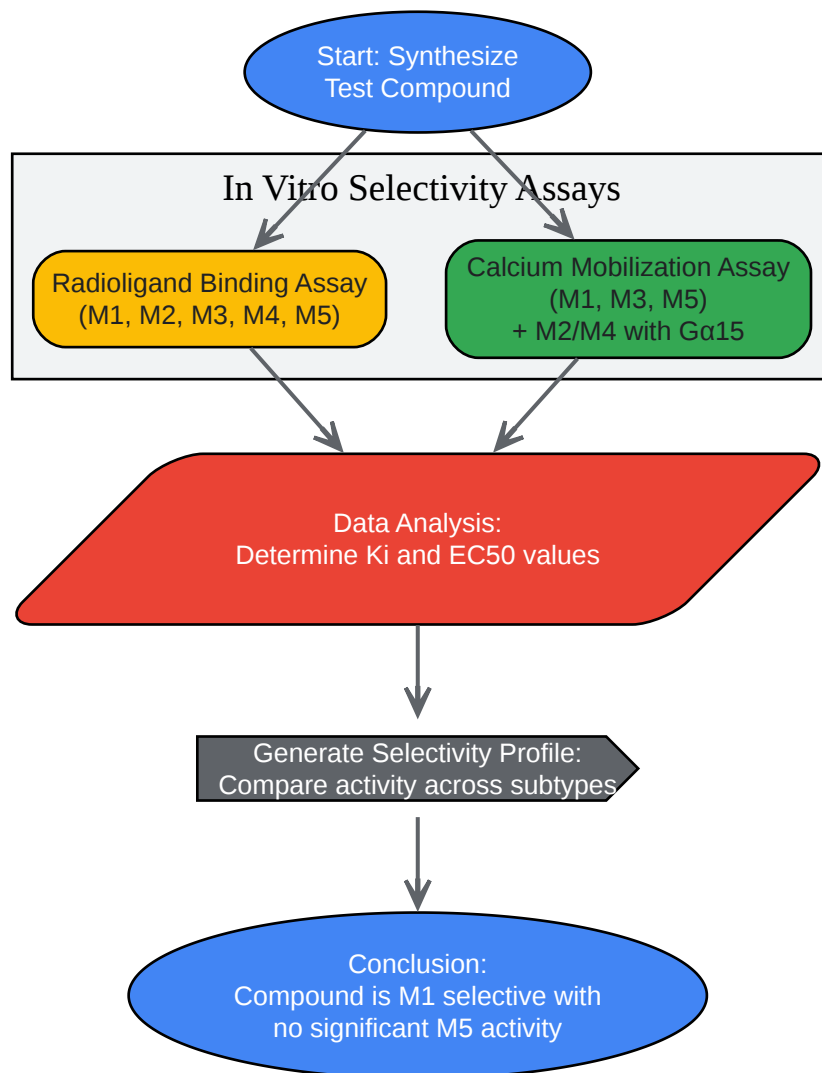 Start: Synthesize
Test Compound
In Vitro Selectivity Assays
Radioligand Binding Assay
(M1, M2, M3, M4, M5)
Calcium Mobilization Assay
(M1, M3, M5)
+ M2/M4 with Gα15
Data Analysis:
Determine Ki and EC50 values
Generate Selectivity Profile:
Compare activity across subtypes
Conclusion:
Compound is M1 selective with
no significant M5 activity